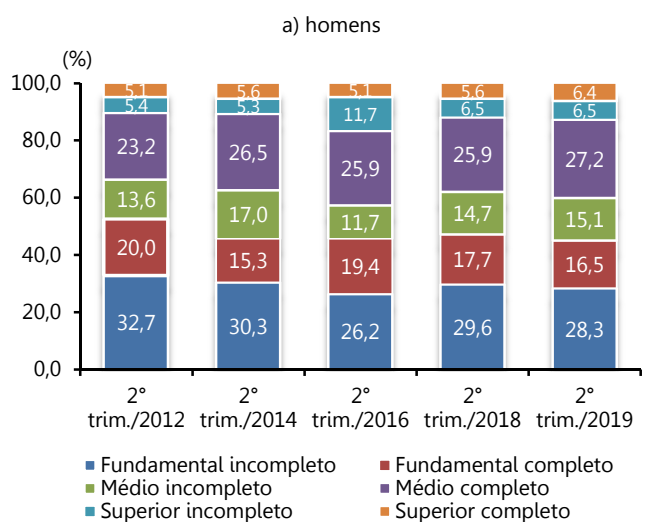 a) homens
(%)
100,0 5,1 5,6 5,1 5,6 6,4
5,4 5,3 11,7 6,5 6,5
80,0
23,2 26,5 25,9 25,9 27,2
60,0
13,6 17,0 11,7 14,7 15,1
40,0
20,0 15,3 19,4 17,7 16,5
20,0
32,7 30,3 26,2 29,6 28,3
0,0
2° 2° 2° 2° 2°
trim./2012 trim./2014 trim./2016 trim./2018 trim./2019
Fundamental incompleto Fundamental completo
Médio incompleto Médio completo
Superior incompleto Superior completo